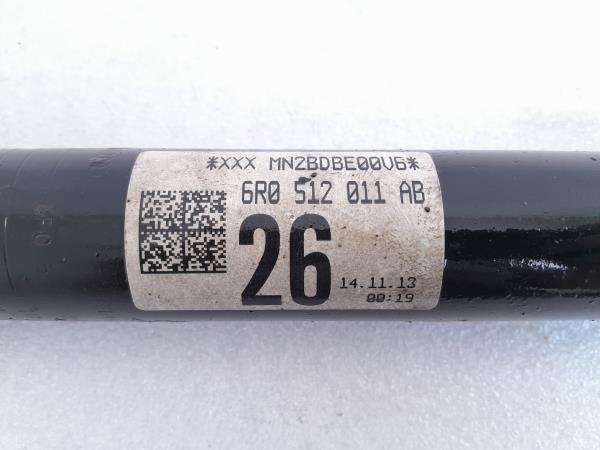 *XXX MN2BDBE00V6*
6R0 512 011 AB
26
14.11.13
00:19